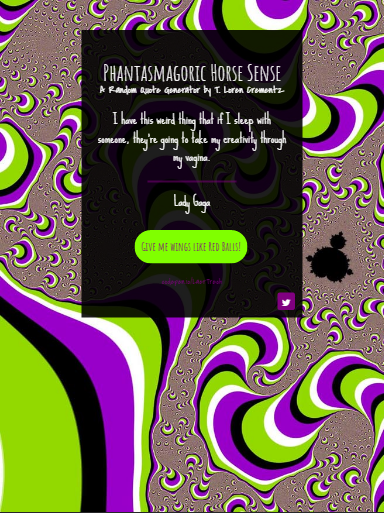 Phantasmagoric Horse Sense
A Random Quote Generator by T. Loron Crementz
I have this weird thing that if I sleep with
someone, they're going to take my creativity through
my vagina.
Lady Gaga
Give me wings like Red Balls!